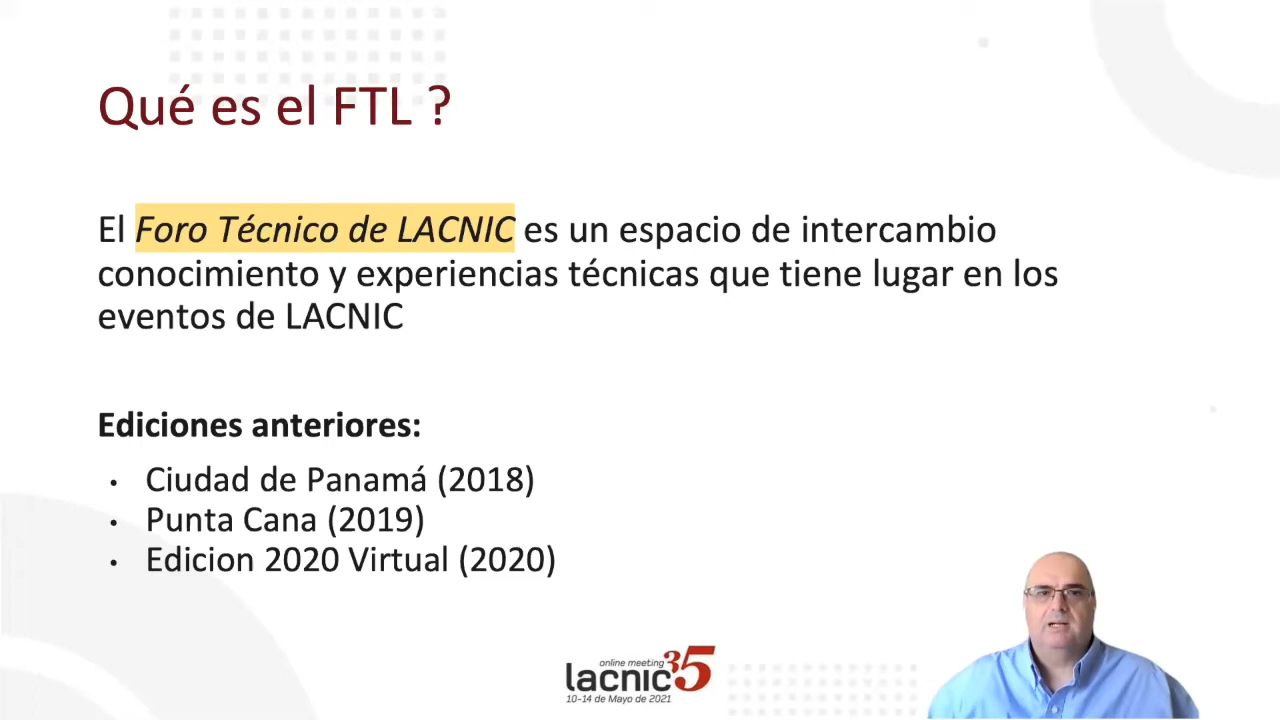 Qué es el FTL ?
El Foro Técnico de LACNIC es un espacio de intercambio
conocimiento y experiencias técnicas que tiene lugar en los
eventos de LACNIC
Ediciones anteriores:
• Ciudad de Panamá (2018)
• Punta Cana (2019)
• Edicion 2020 Virtual (2020)
online meeting
lacnic 35
10-14 de Mayo de 2021